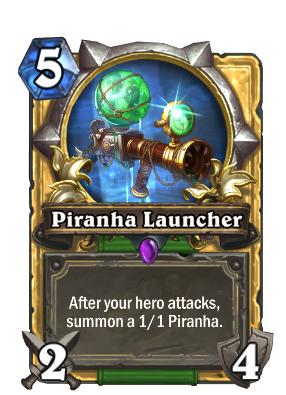 5
Piranha Launcher
After your hero attacks,
summon a 1/1 Piranha.
2
4